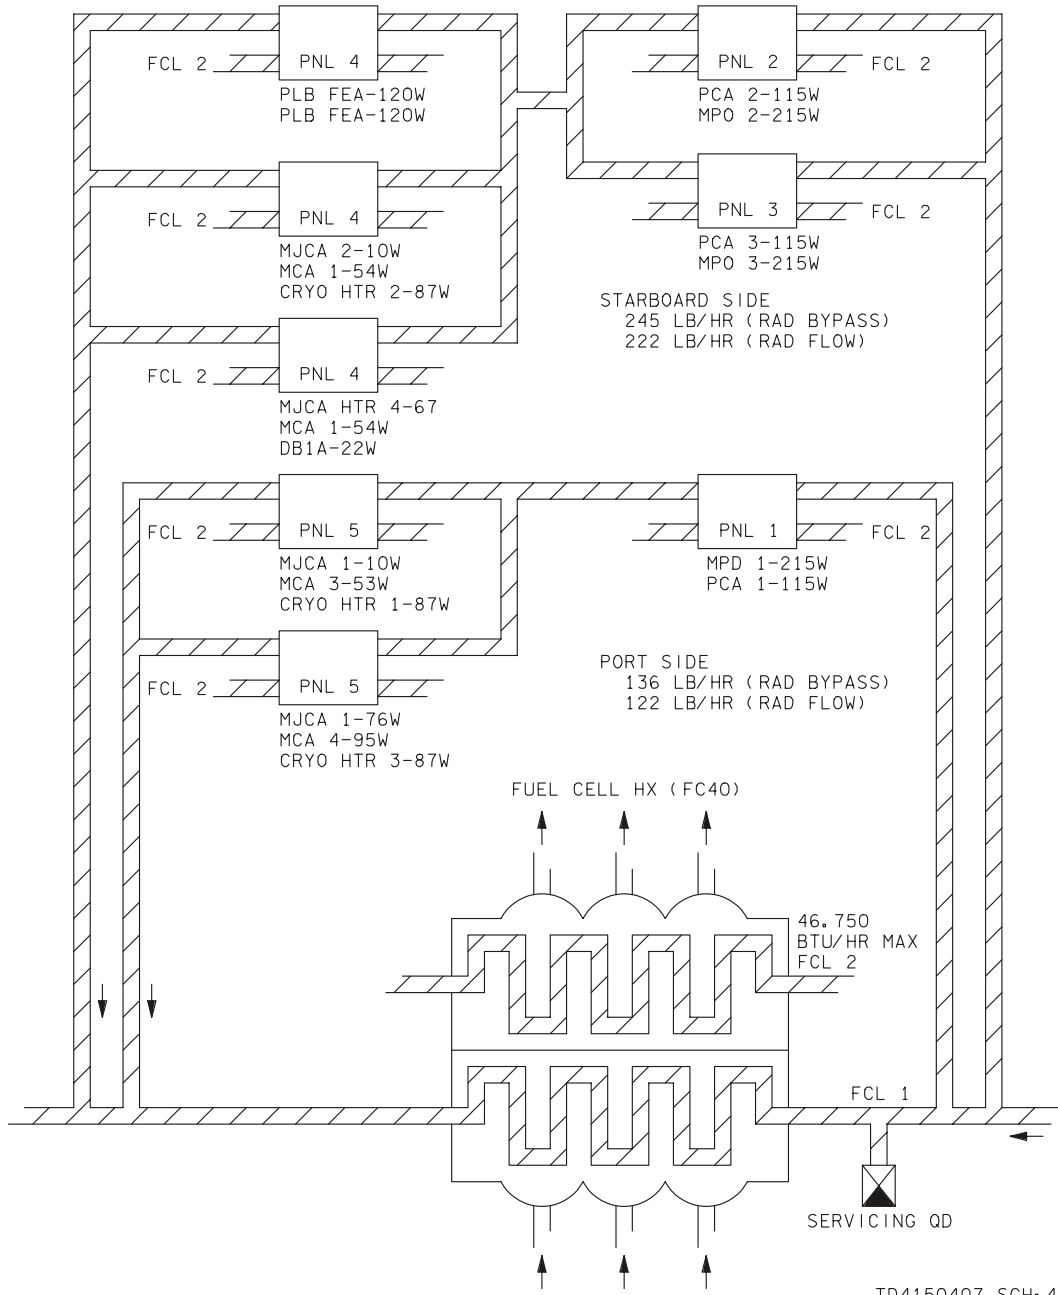 FCL 2
PNL 4
PLB FEA-120W
PLB FEA-120W
PNL 2
FCL 2
PCA 2-115W
MPO 2-215W
FCL 2
PNL 4
MJCA 2-10W
MCA 1-54W
CRYO HTR 2-87W
PNL 3
FCL 2
PCA 3-115W
MPO 3-215W
STARBOARD SIDE
245 LB/HR (RAD BYPASS)
222 LB/HR (RAD FLOW)
FCL 2
PNL 4
MJCA HTR 4-67
MCA 1-54W
DB1A-22W
FCL 2
PNL 5
MJCA 1-10W
MCA 3-53W
CRYO HTR 1-87W
PNL 1
FCL 2
MPD 1-215W
PCA 1-115W
FCL 2
PNL 5
MJCA 1-76W
MCA 4-95W
CRYO HTR 3-87W
PORT SIDE
136 LB/HR (RAD BYPASS)
122 LB/HR (RAD FLOW)
FUEL CELL HX (FC40)
46.750
BTU/HR MAX
FCL 2
FCL 1
SERVICING QD
TD4150407 SCH- 4